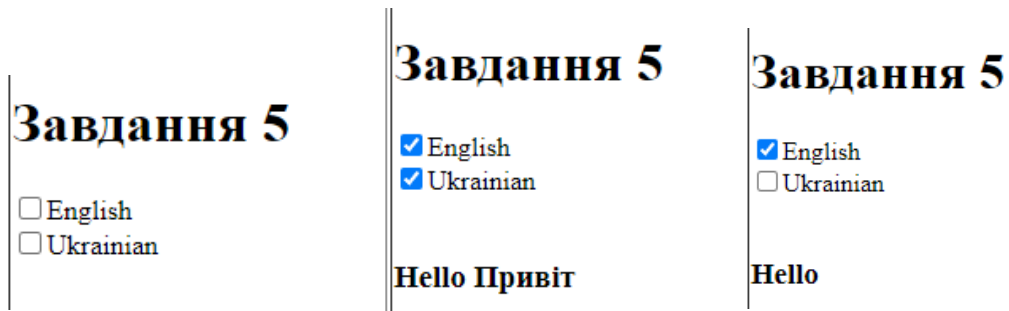 Завдання 5
English
Ukrainian
Завдання 5
English
Ukrainian
Hello Привіт
Завдання 5
English
Ukrainian
Hello